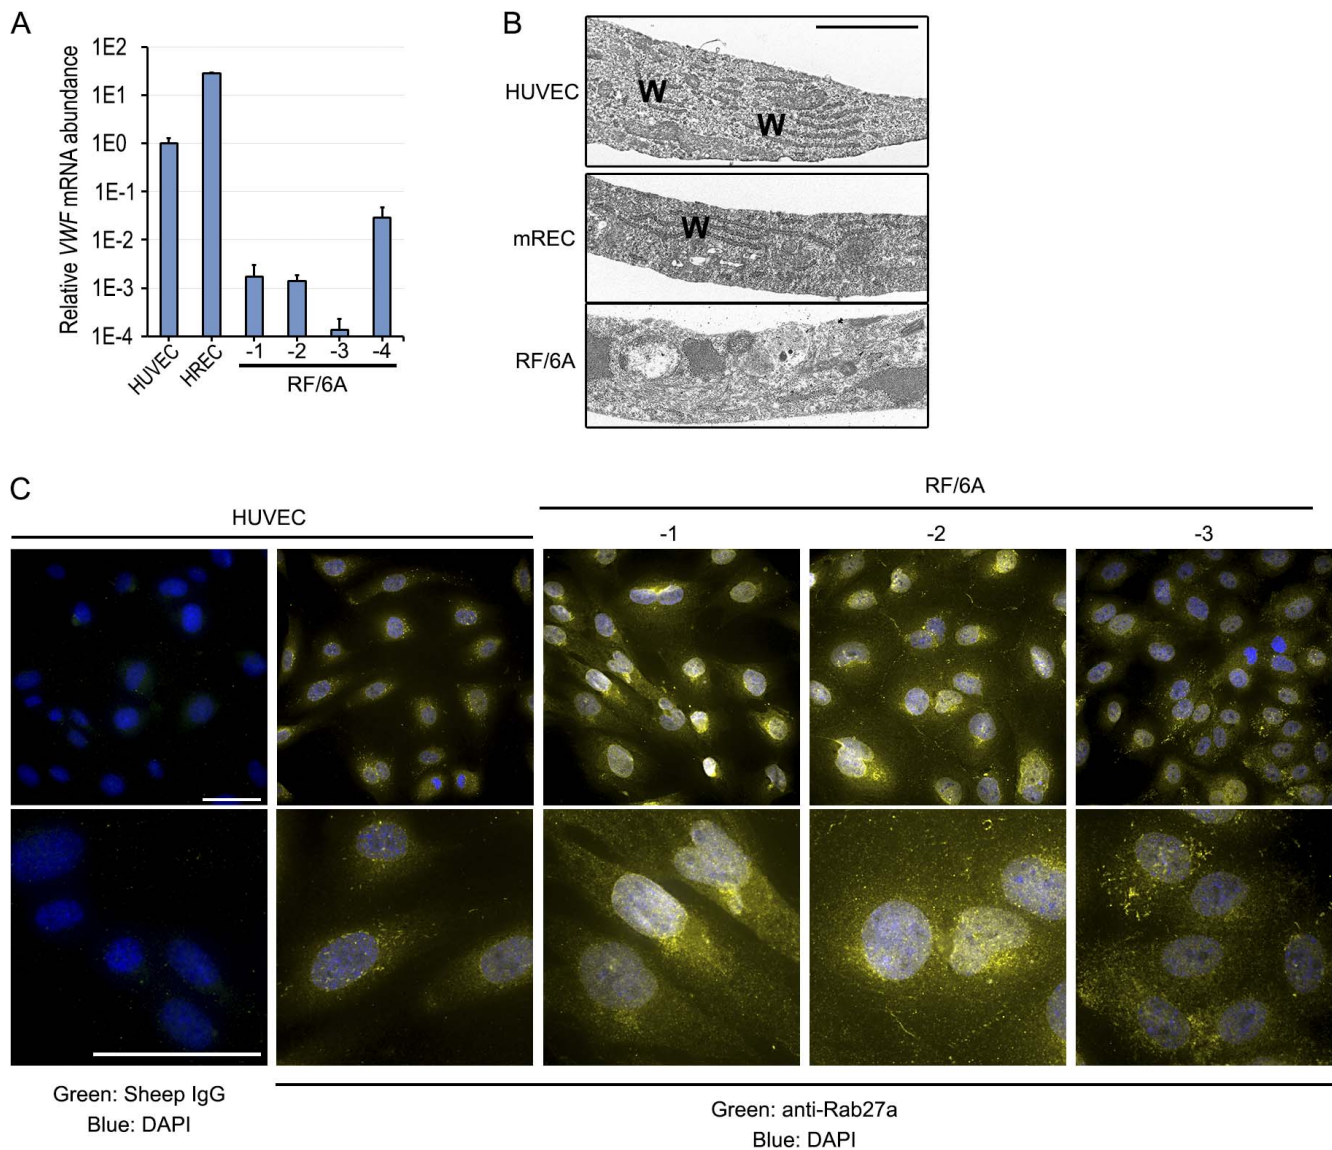 A
Relative VWF mRNA abundance
1E2
1E1
1E0
1E-1
1E-2
1E-3
1E-4
HUVEC
HREC
-1
-2
-3
-4
RF/6A
B
HUVEC
W
W
mREC
W
RF/6A
C
HUVEC
RF/6A
-1
-2
-3
Green: Sheep IgG
Blue: DAPI
Green: anti-Rab27a
Blue: DAPI